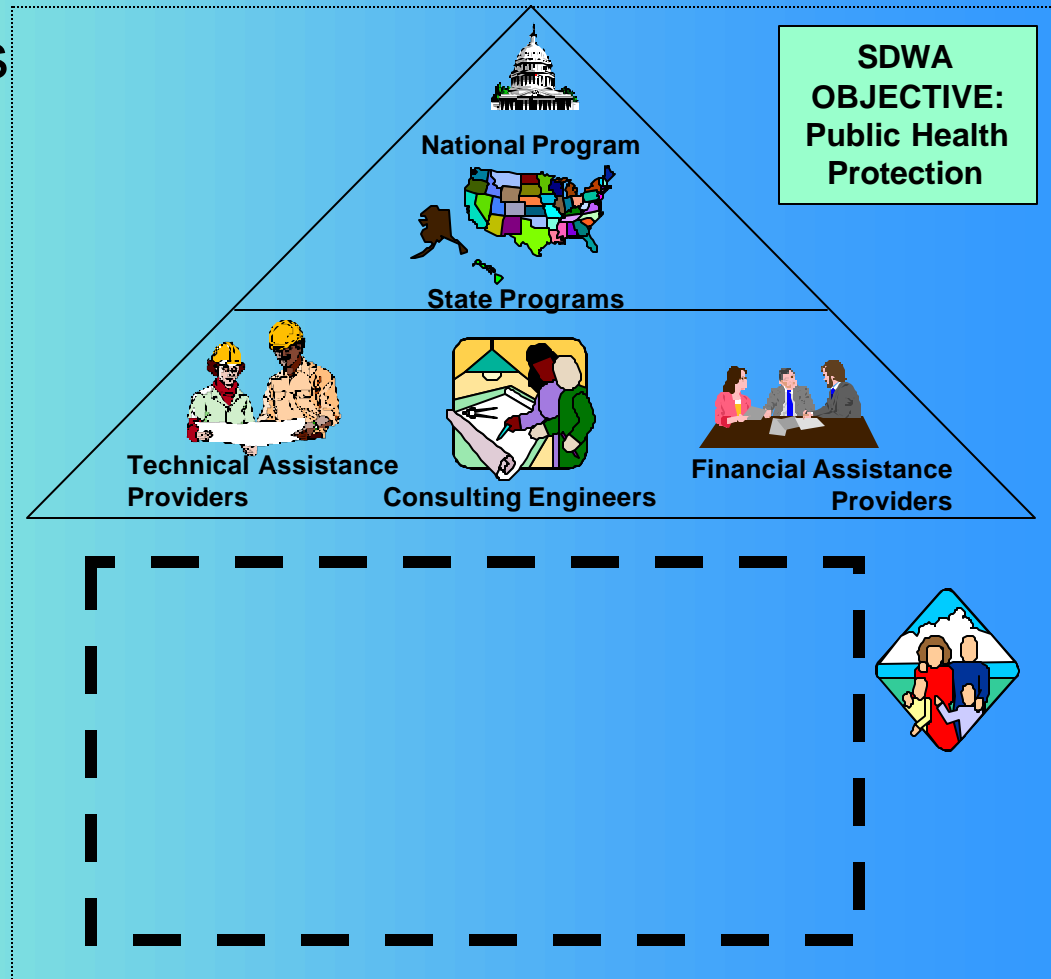 s
SDWA
OBJECTIVE:
Public Health
Protection
National Program
State Programs
Technical Assistance
Providers
Consulting Engineers
Financial Assistance
Providers